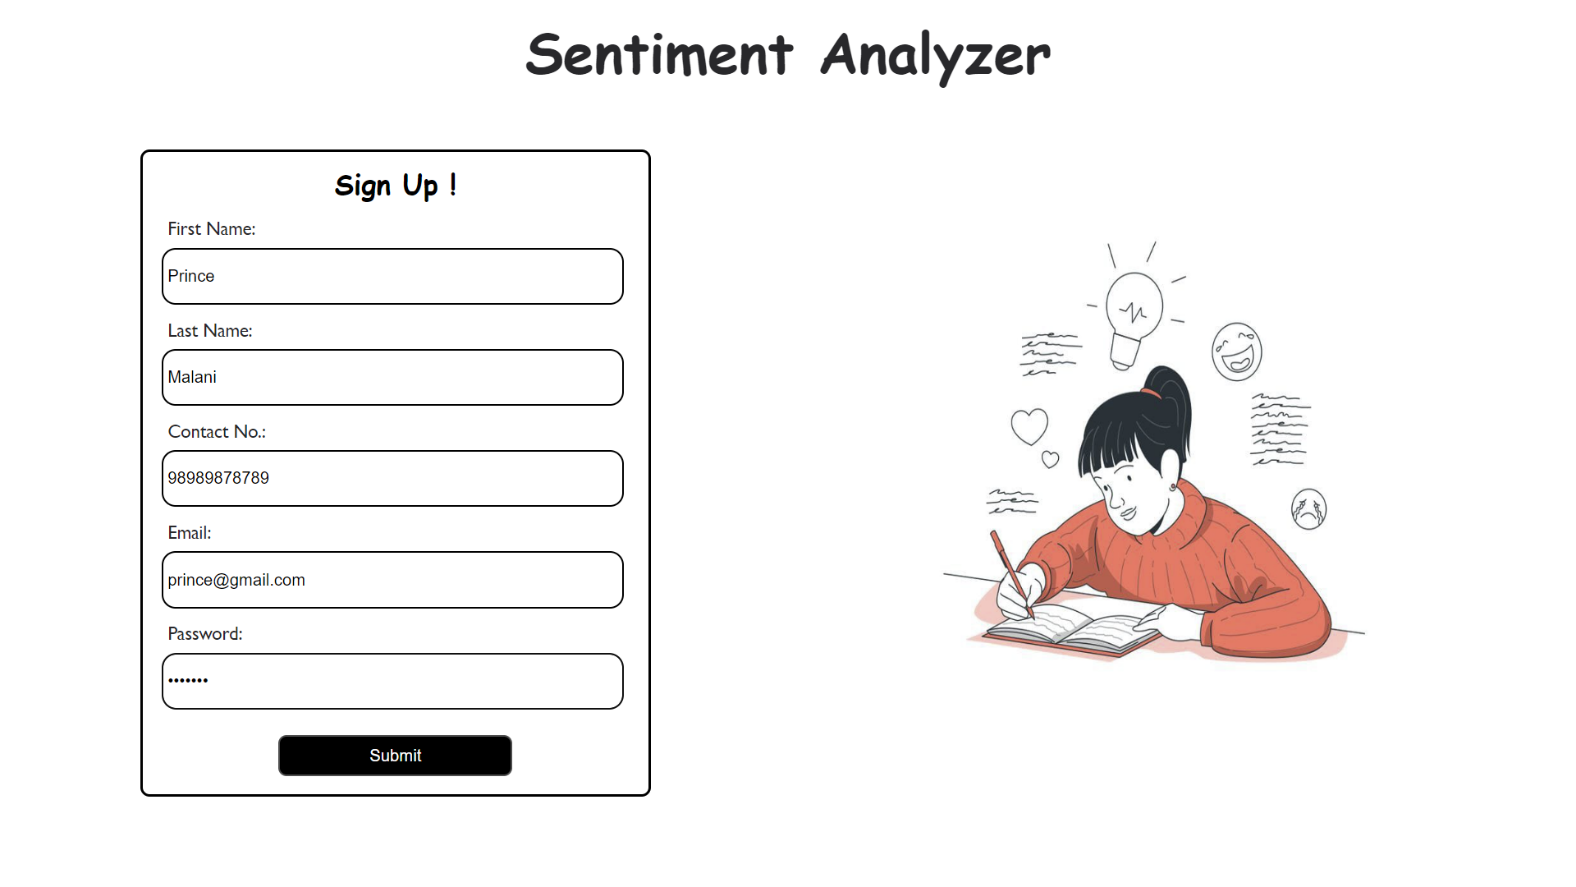 Sentiment Analyzer
Sign Up !
First Name:
Prince
Last Name:
Malani
Contact No.:
98989878789
Email:
prince@gmail.com
Password:
•••••••
Submit